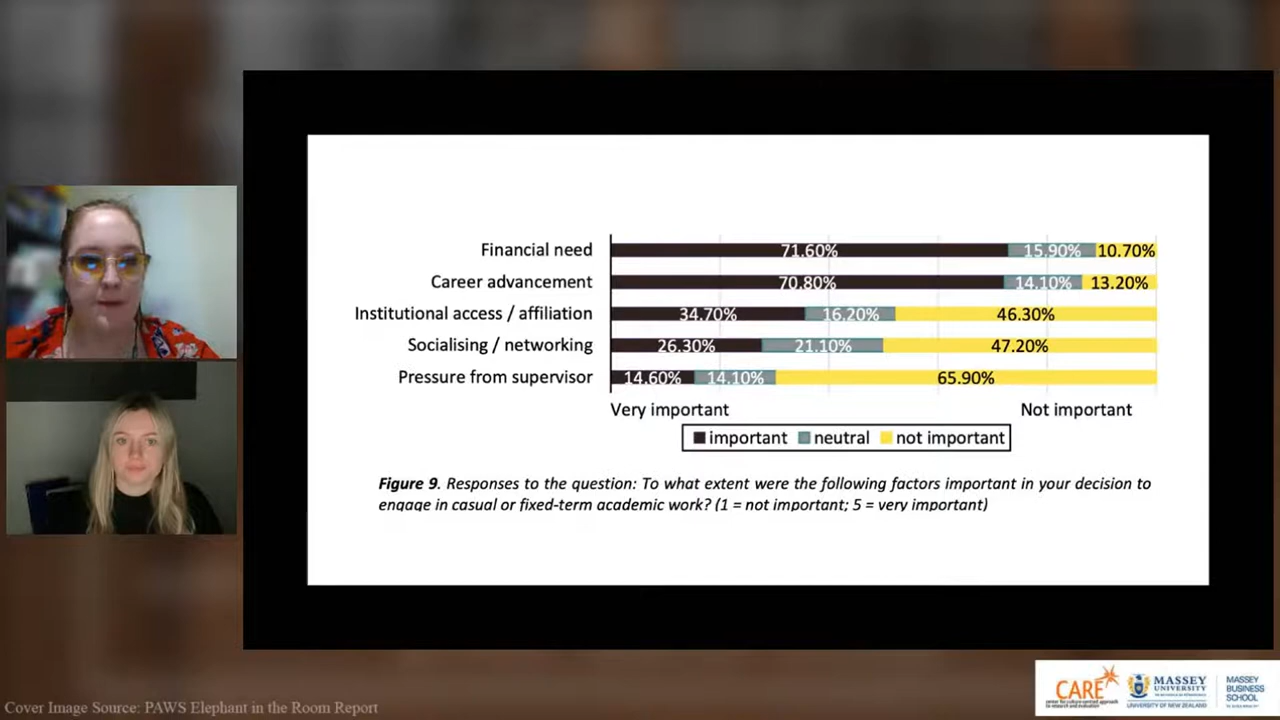 Financial need 71.60% 15.90% 10.70%
Career advancement 70.80% 14.10% 13.20%
Institutional access / affiliation 34.70% 16.20% 46.30%
Socialising / networking 26.30% 21.10% 47.20%
Pressure from supervisor 14.60% 14.10% 65.90%
Very important Not important
important neutral not important
Figure 9. Responses to the question: To what extent were the following factors important in your decision to
engage in casual or fixed-term academic work? (1 = not important; 5 = very important)
Cover Image Source: PAWS Elephant in the Room Report
CARE
MASSEY
UNIVERSITY
UNIVERSITY OF NEW ZEALAND
MASSEY
BUSINESS
SCHOOL